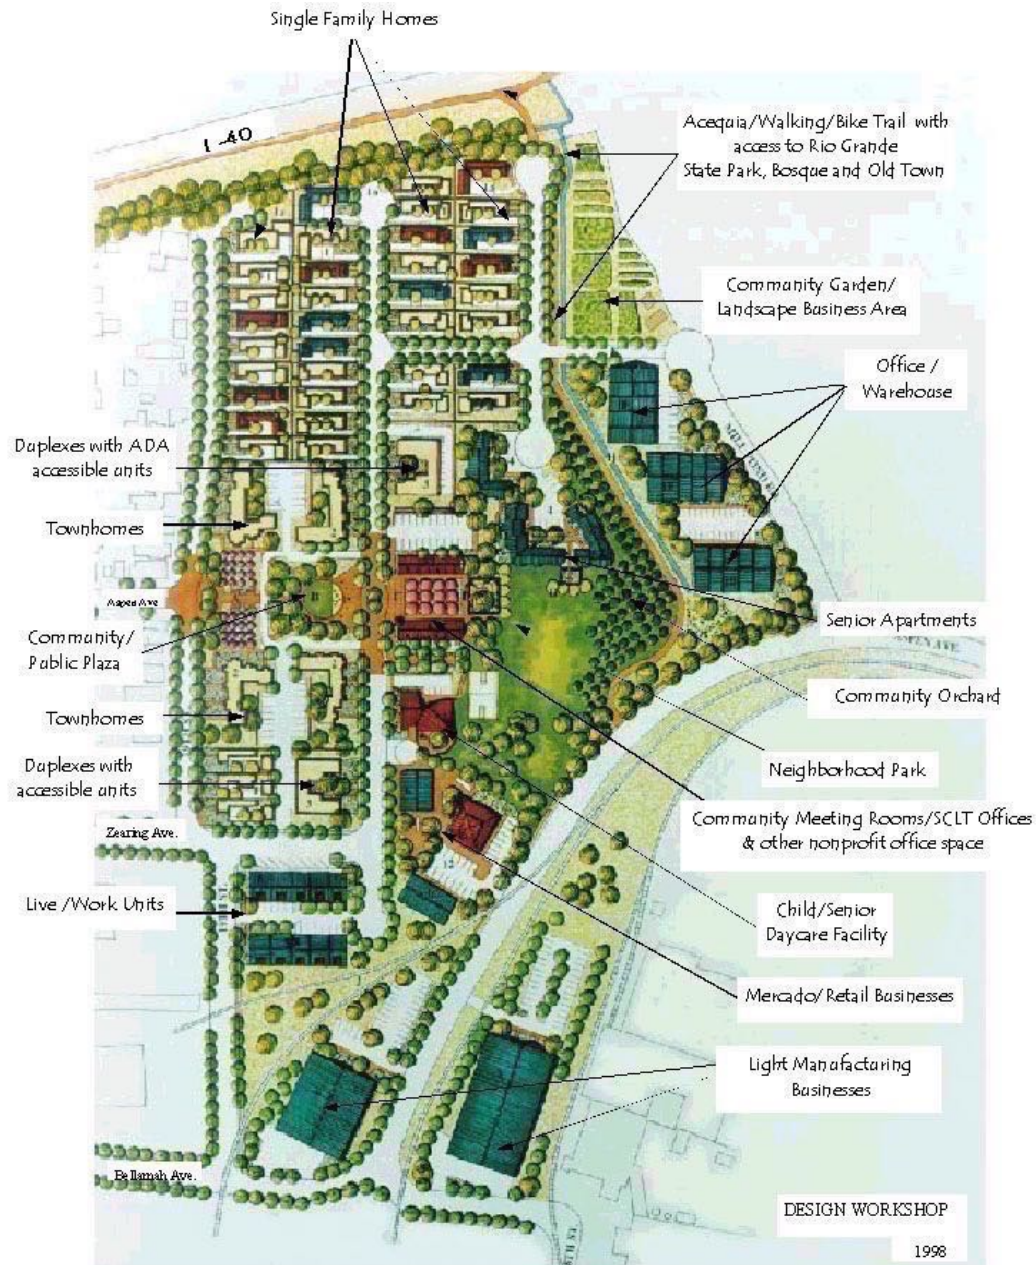 Single Family Homes
I-40
Acequia/Walking/Bike Trail with
access to Rio Grande
State Park, Bosque and Old Town
Community Garden/
Landscape Business Area
Office /
Warehouse
Duplexes with ADA
accessible units
Townhomes
Aspen Ave
Community/
Public Plaza
Townhomes
Duplexes with
accessible units
Zearing Ave.
Live /Work Units
Senior Apartments
Community Orchard
Neighborhood Park
Community Meeting Rooms/SCLT Offices
& other nonprofit office space
Child/Senior
Daycare Facility
Mercado/Retail Businesses
Light Manufacturing
Businesses
Bellamah Ave.
DESIGN WORKSHOP
1998